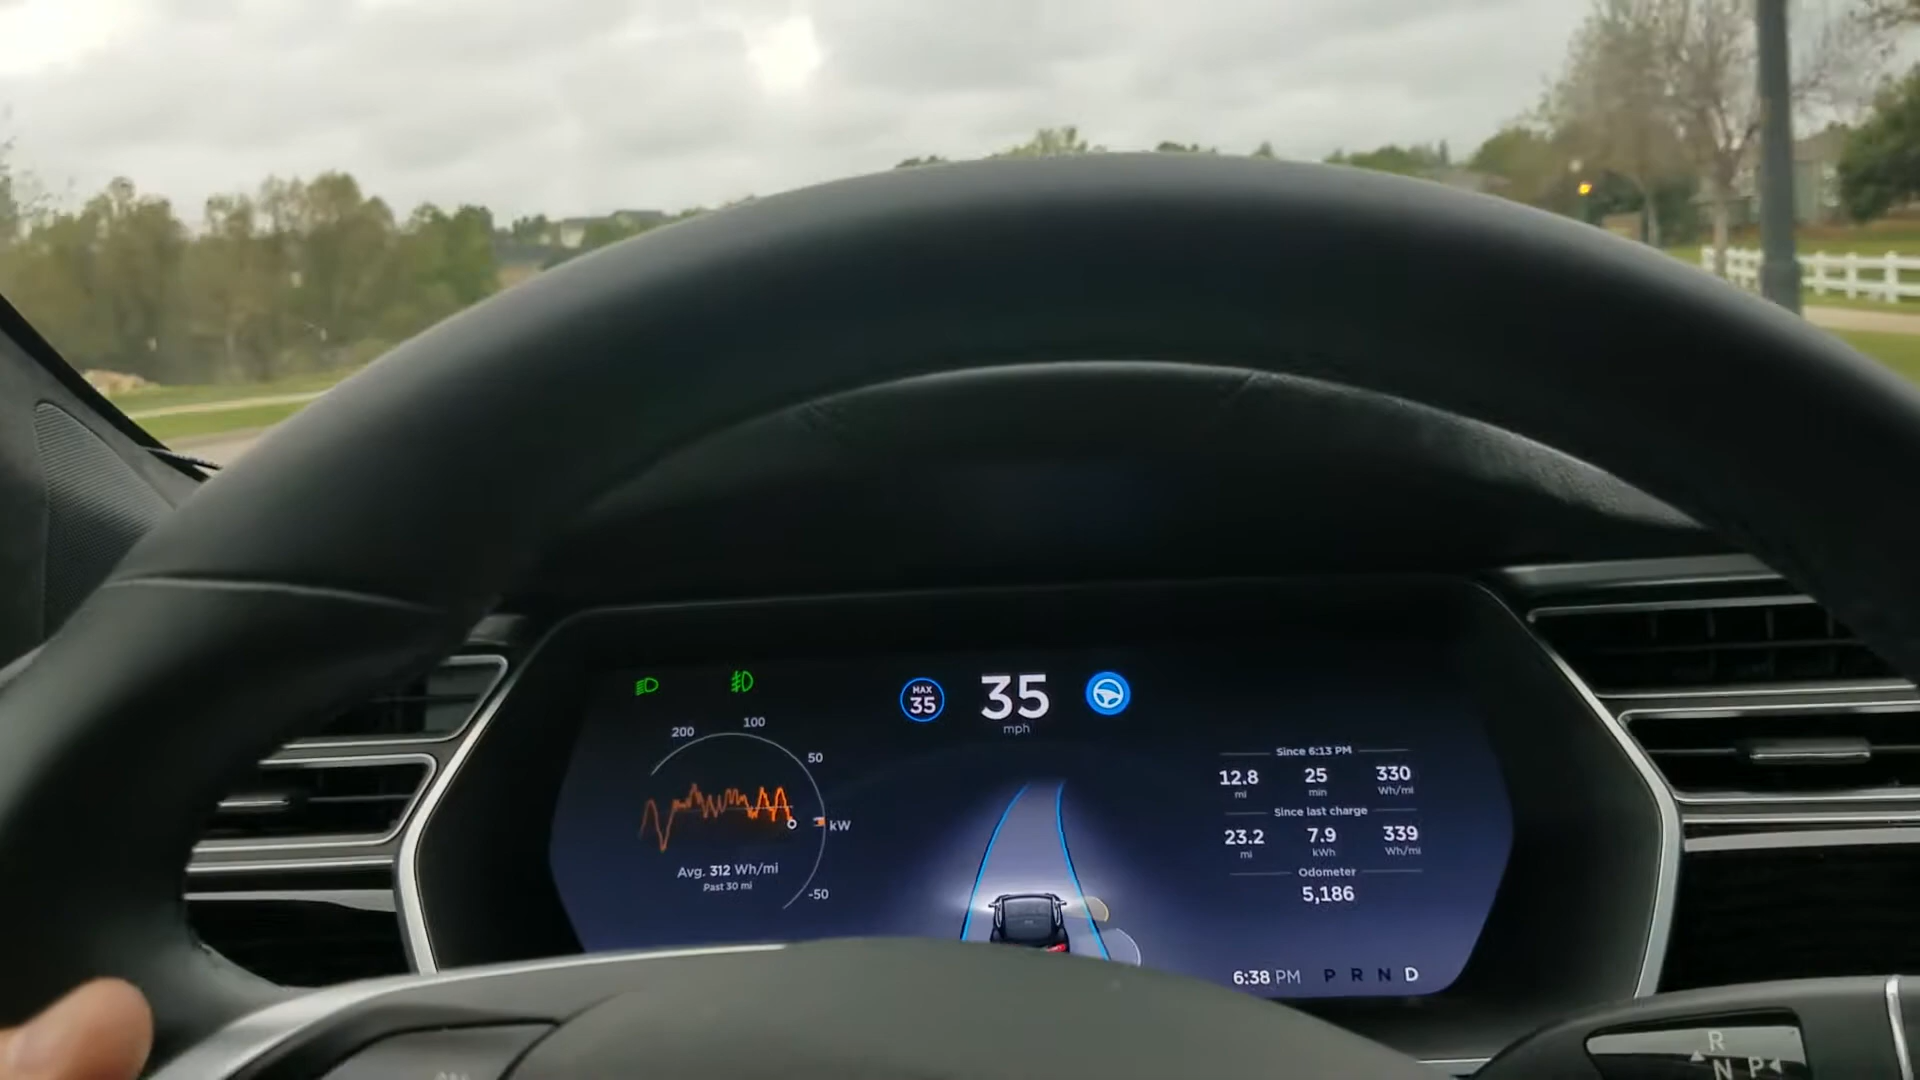 MAX
35
35
mph
200
100
50
kW
-50
Avg. 312 Wh/mi
Past 30 mi
Since 6:13 PM
12.8 25 330
mi min Wh/mi
Since last charge
23.2 7.9 339
mi kWh Wh/mi
Odometer
5,186
6:38 PM P R N D
R
N P